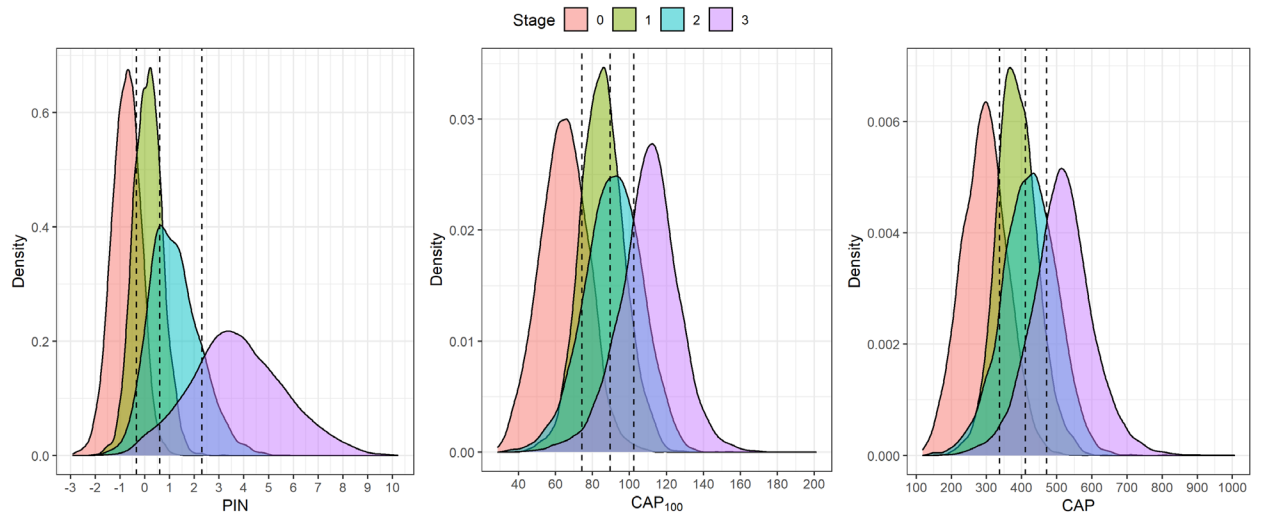 Stage 0 1 2 3
Density
0.6
0.4
0.2
0.0
-3 -2 -1 0 1 2 3 4 5 6 7 8 9 10
PIN
Density
0.03
0.02
0.01
0.00
40 60 80 100 120 140 160 180 200
CAP₁₀₀
Density
0.006
0.004
0.002
0.000
100 200 300 400 500 600 700 800 900 1000
CAP